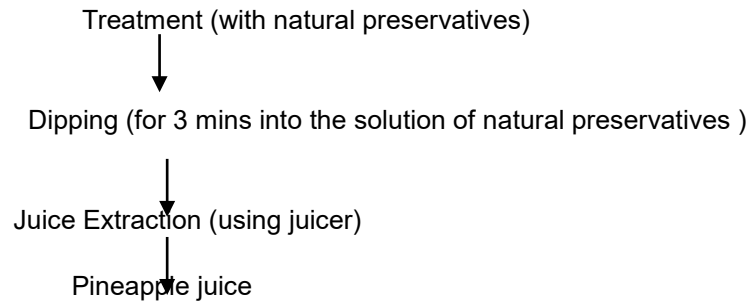 Treatment (with natural preservatives)
Dipping (for 3 mins into the solution of natural preservatives )
Juice Extraction (using juicer)
Pineapple juice